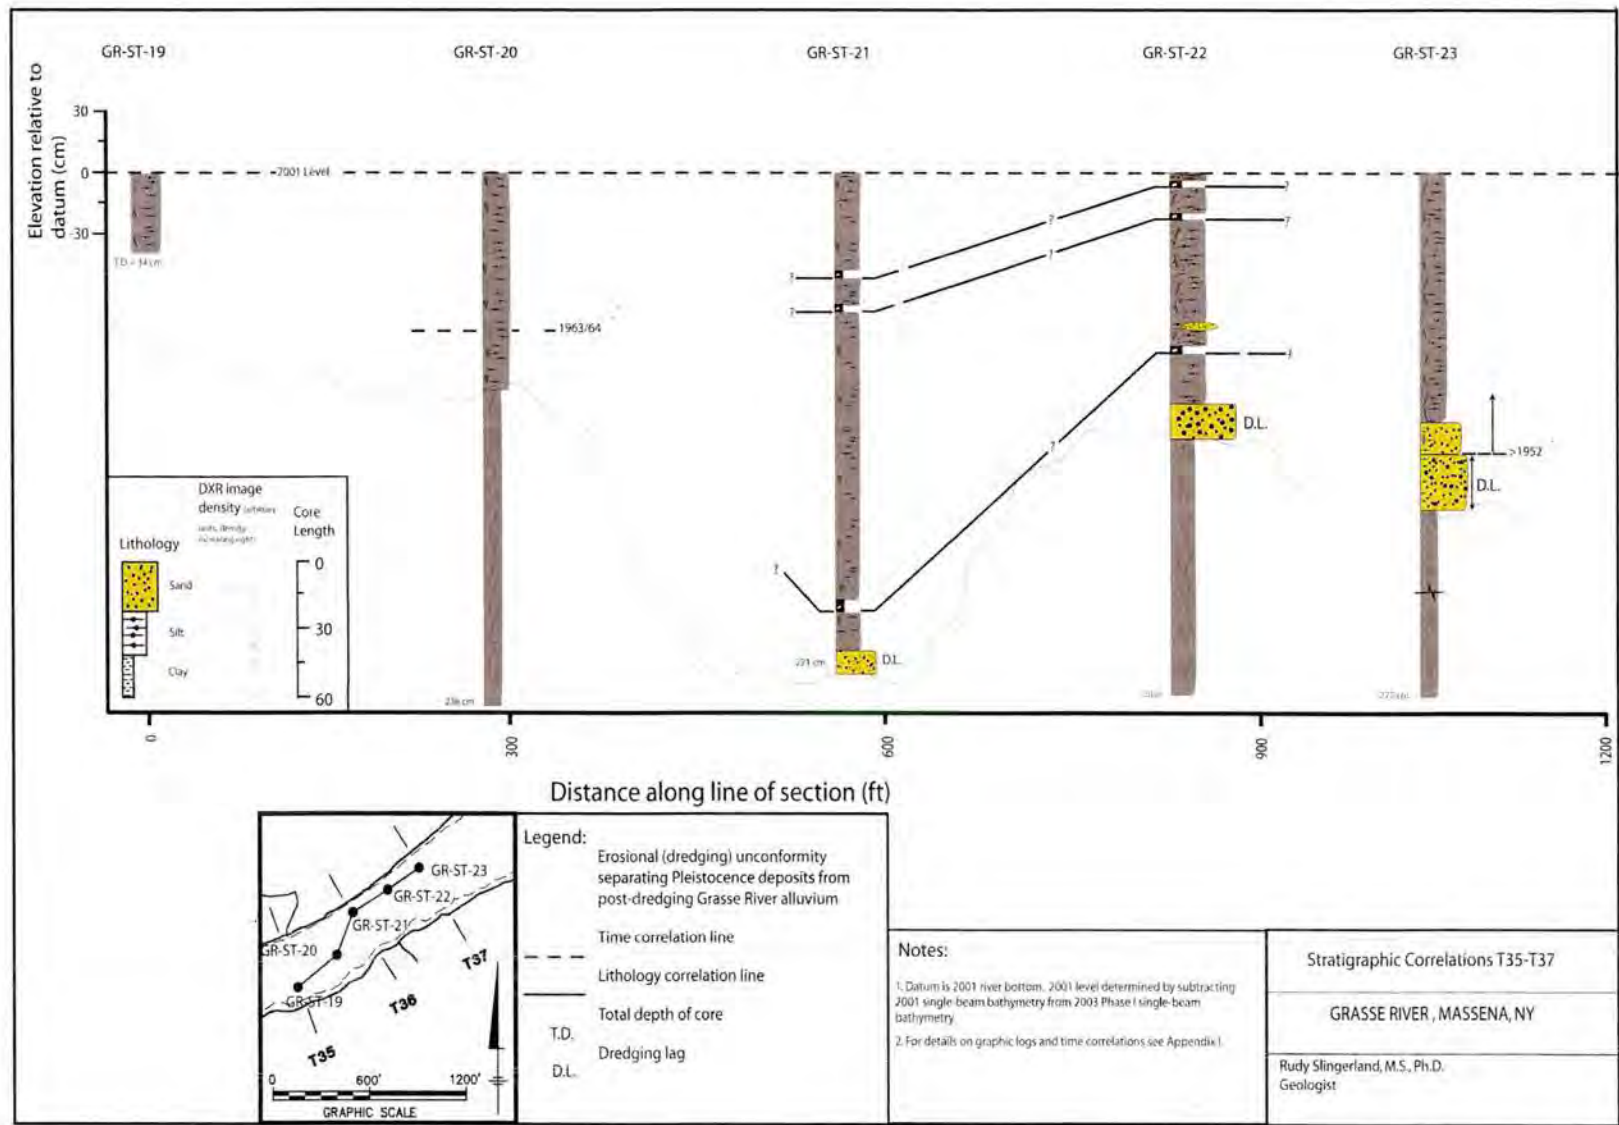 GR-ST-19
GR-ST-20
GR-ST-21
GR-ST-22
GR-ST-23
Elevation relative to
datum (cm)
30
0
-30
2001 Level
1963/64
>1952
?
?
?
?
?
?
?
?
?
?
D.L.
D.L.
D.L.
236 cm
221 cm
DXR image
density
Core
Length
Lithology
Sand
Silt
Clay
0
30
60
0
300
600
900
1200
Distance along line of section (ft)
GR-ST-23
GR-ST-22
GR-ST-21
GR-ST-20
GR-ST-19
T37
T36
T35
0 600' 1200'
GRAPHIC SCALE
Legend:
Erosional (dredging) unconformity
separating Pleistocence deposits from
post-dredging Grasse River alluvium
Time correlation line
Lithology correlation line
Total depth of core
T.D.
Dredging lag
D.L.
Notes:
1. Datum is 2001 river bottom. 2001 level determined by subtracting
2001 single-beam bathymetry from 2003 Phase I single-beam
bathymetry.
2. For details on graphic logs and time correlations see Appendix I.
Stratigraphic Correlations T35-T37
GRASSE RIVER , MASSENA, NY
Rudy Slingerland, M.S., Ph.D.
Geologist